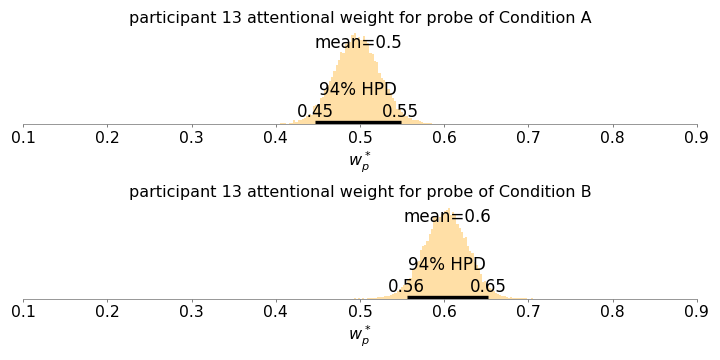 participant 13 attentional weight for probe of Condition A
mean=0.5
94% HPD
0.45 0.55
0.1 0.2 0.3 0.4 0.5 0.6 0.7 0.8 0.9
w_p^*
participant 13 attentional weight for probe of Condition B
mean=0.6
94% HPD
0.56 0.65
0.1 0.2 0.3 0.4 0.5 0.6 0.7 0.8 0.9
w_p^*